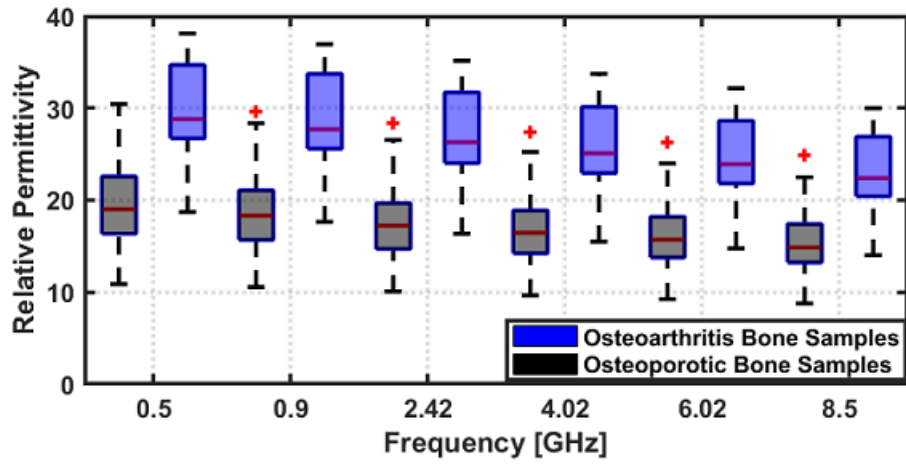 40
30
20
10
0
Relative Permittivity
Osteoarthritis Bone Samples
Osteoporotic Bone Samples
0.5 0.9 2.42 4.02 6.02 8.5
Frequency [GHz]